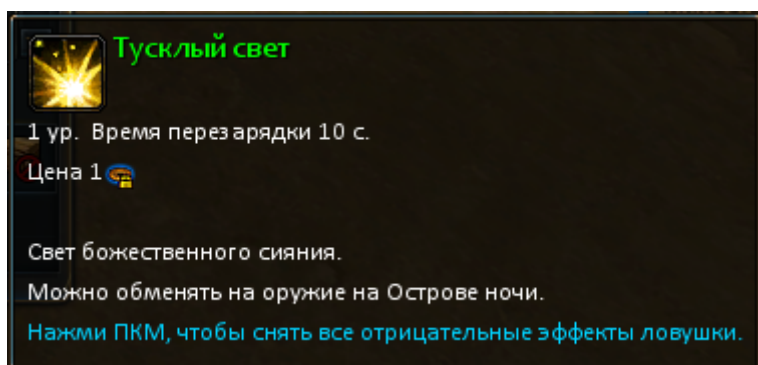 Тусклый свет
1 ур. Время перезарядки 10 с.
Цена 1
Свет божественного сияния.
Можно обменять на оружие на Острове ночи.
Нажми ПКМ, чтобы снять все отрицательные эффекты ловушки.